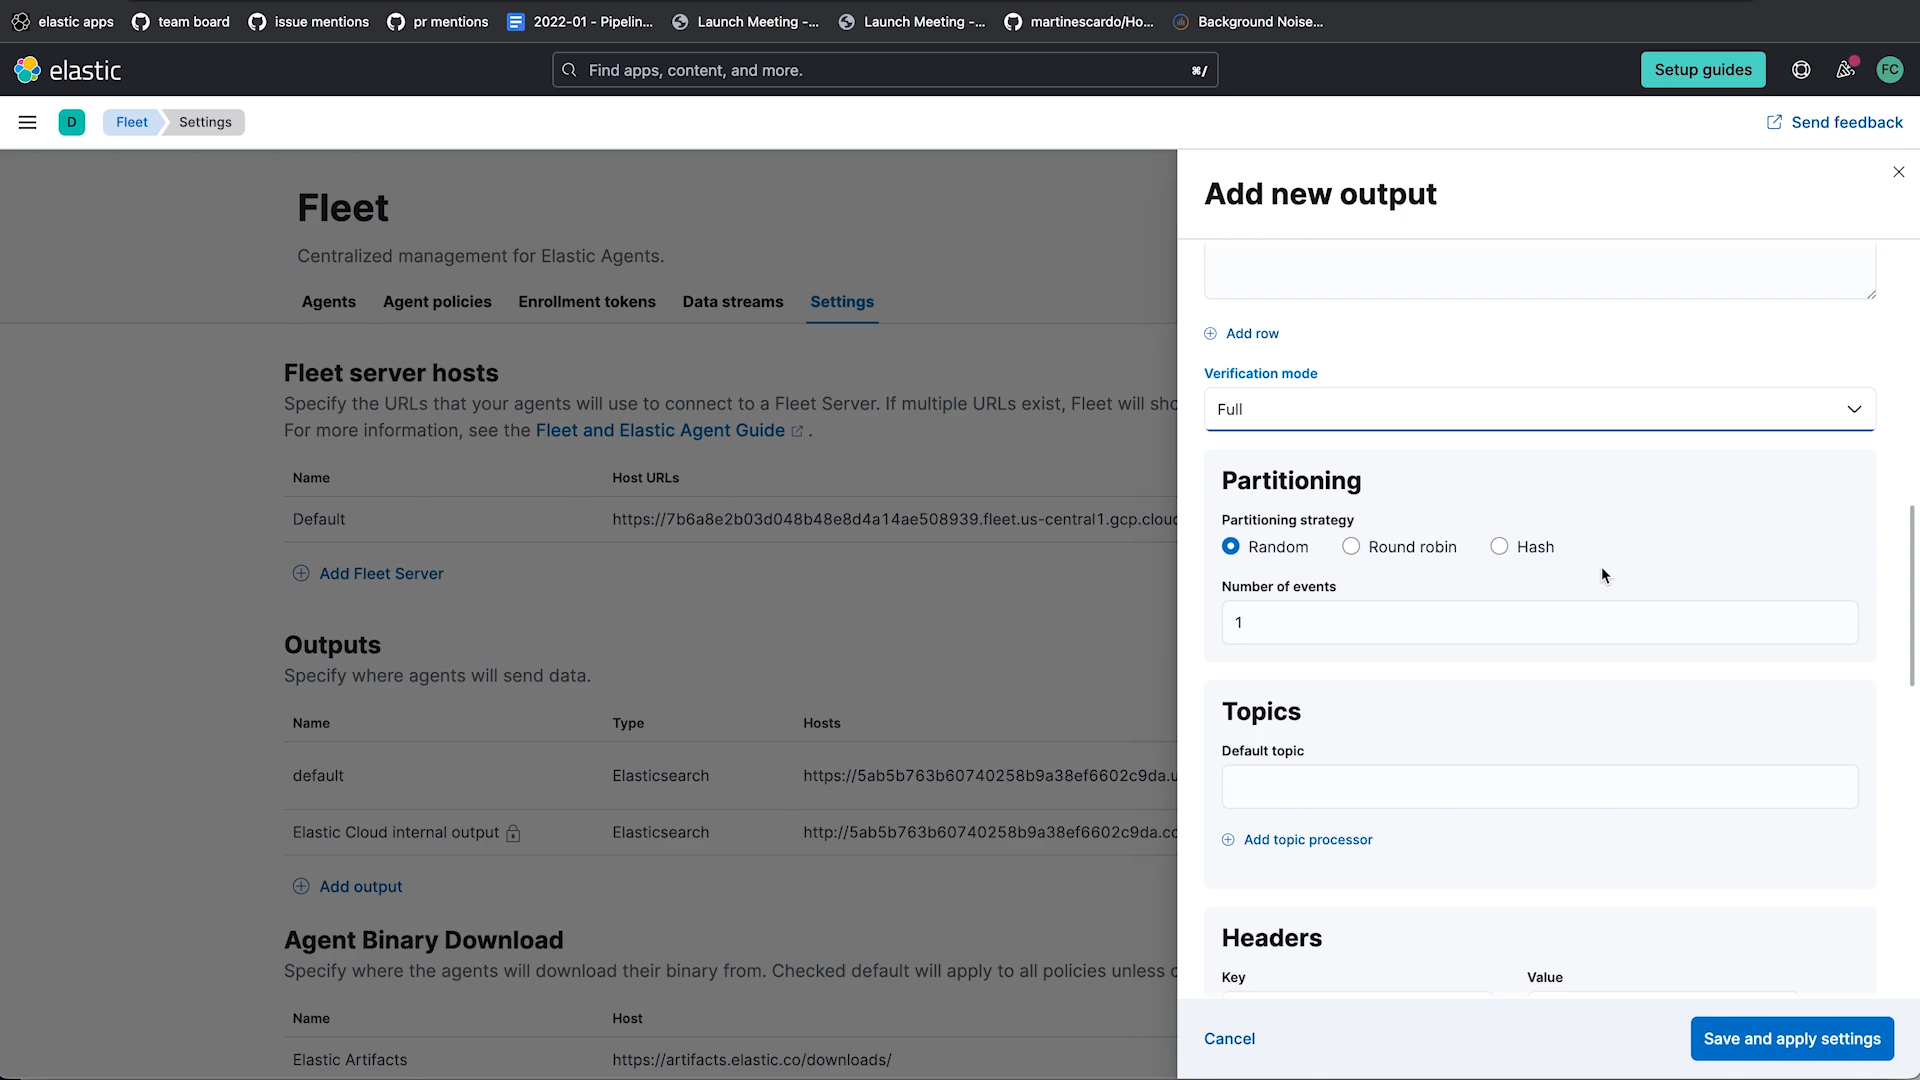 elastic apps team board issue mentions pr mentions 2022-01 - Pipelin... Launch Meeting -... Launch Meeting -... martinescardo/Ho... Background Noise...
elastic Find apps, content, and more. ⌘/ Setup guides FC
D Fleet Settings Send feedback
Fleet
Centralized management for Elastic Agents.
Agents Agent policies Enrollment tokens Data streams Settings
Fleet server hosts
Specify the URLs that your agents will use to connect to a Fleet Server. If multiple URLs exist, Fleet will sho
For more information, see the Fleet and Elastic Agent Guide .
Name Host URLs
Default https://7b6a8e2b03d048b48e8d4a14ae508939.fleet.us-central1.gcp.clou
Add Fleet Server
Outputs
Specify where agents will send data.
Name Type Hosts
default Elasticsearch https://5ab5b763b60740258b9a38ef6602c9da.u
Elastic Cloud internal output Elasticsearch http://5ab5b763b60740258b9a38ef6602c9da.co
Add output
Agent Binary Download
Specify where the agents will download their binary from. Checked default will apply to all policies unless o
Name Host
Elastic Artifacts https://artifacts.elastic.co/downloads/
Add new output
Add row
Verification mode
Full
Partitioning
Partitioning strategy
Random Round robin Hash
Number of events
1
Topics
Default topic
Add topic processor
Headers
Key Value
Cancel Save and apply settings